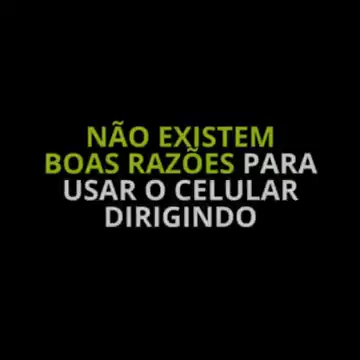 NÃO EXISTEM
BOAS RAZÕES PARA
USAR O CELULAR
DIRIGINDO